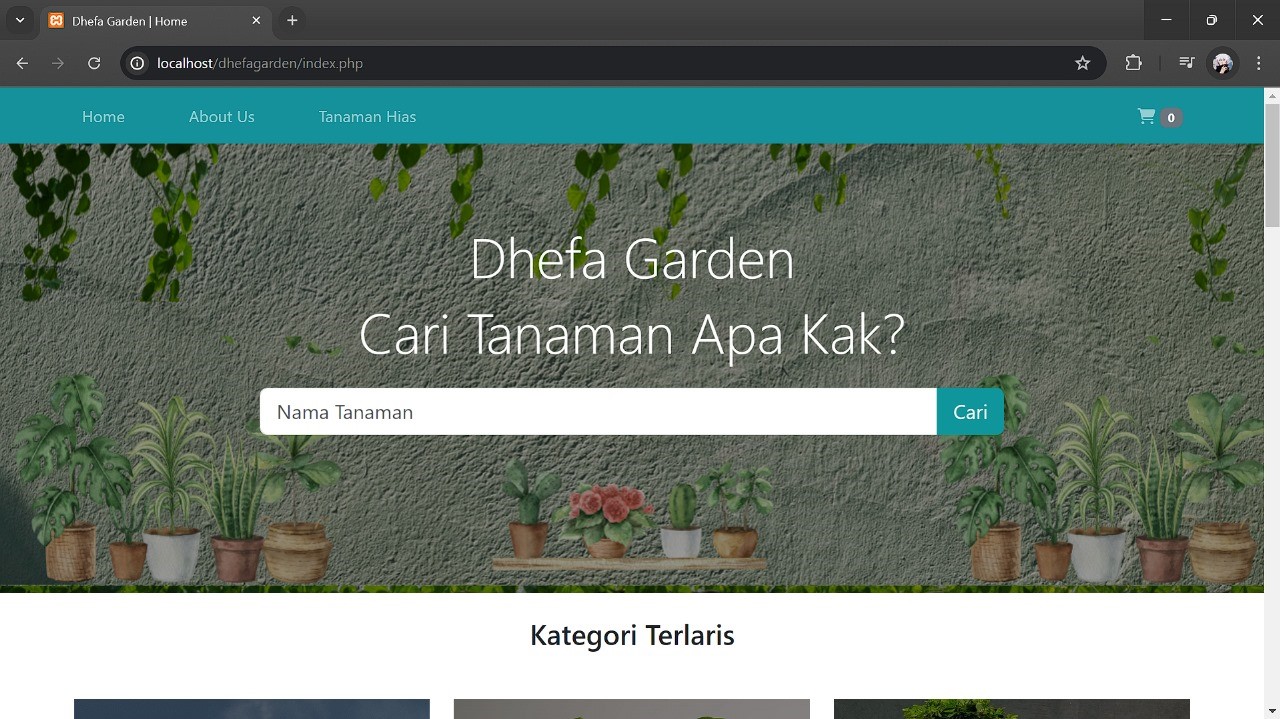 Dhefa Garden | Home
localhost/dhefagarden/index.php
Home About Us Tanaman Hias 0
Dhefa Garden
Cari Tanaman Apa Kak?
Nama Tanaman Cari
Kategori Terlaris